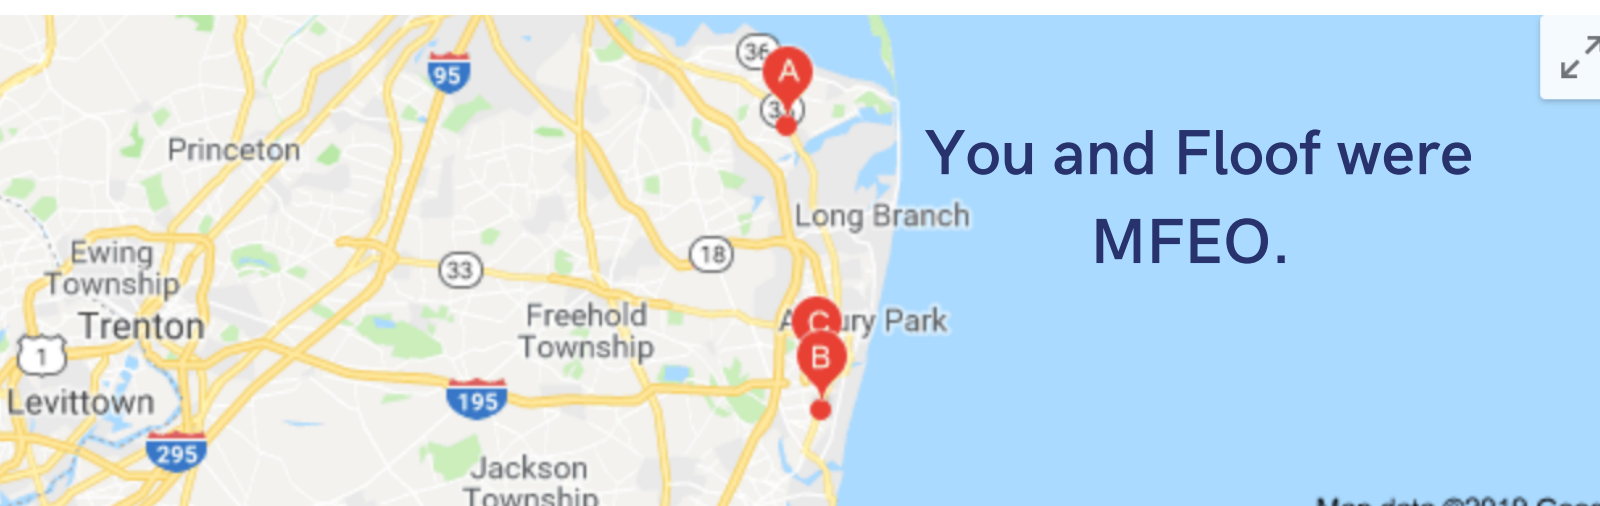 36
A
95
You and Floof were
MFEO.
Princeton
Long Branch
Ewing
Township
18
33
Trenton
Freehold
Township
C
ury Park
B
1
195
Levittown
295
Jackson
Township